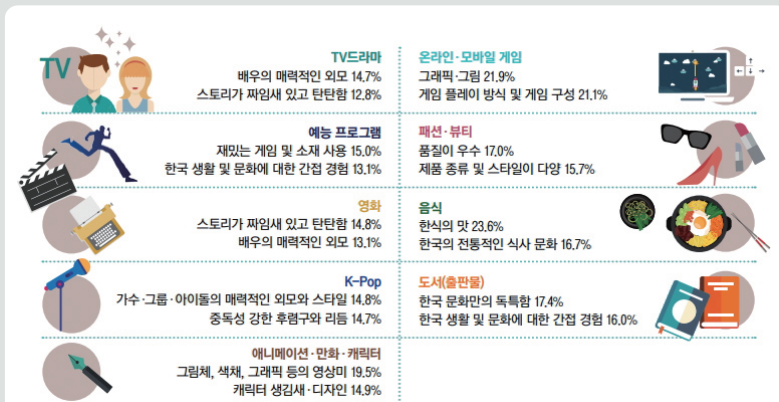 TV
TV드라마
배우의 매력적인 외모 14.7%
스토리가 짜임새 있고 탄탄함 12.8%
예능 프로그램
재밌는 게임 및 소재 사용 15.0%
한국 생활 및 문화에 대한 간접 경험 13.1%
영화
스토리가 짜임새 있고 탄탄함 14.8%
배우의 매력적인 외모 13.1%
K-Pop
가수·그룹·아이돌의 매력적인 외모와 스타일 14.8%
중독성 강한 후렴구와 리듬 14.7%
애니메이션·만화·캐릭터
그림체, 색채, 그래픽 등의 영상미 19.5%
캐릭터 생김새·디자인 14.9%
온라인·모바일 게임
그래픽·그림 21.9%
게임 플레이 방식 및 게임 구성 21.1%
패션·뷰티
품질이 우수 17.0%
제품 종류 및 스타일이 다양 15.7%
음식
한식의 맛 23.6%
한국의 전통적인 식사 문화 16.7%
도서(출판물)
한국 문화만의 독특함 17.4%
한국 생활 및 문화에 대한 간접 경험 16.0%